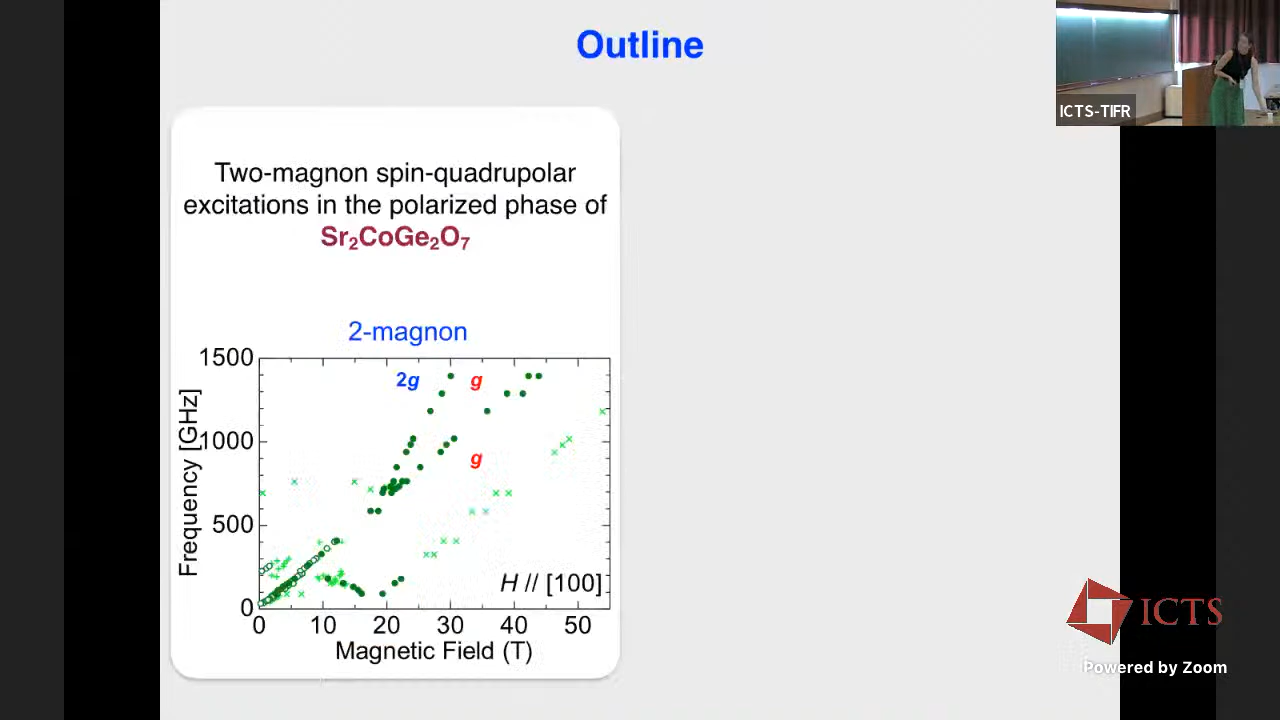 Outline
ICTS-TIFR
Two-magnon spin-quadrupolar
excitations in the polarized phase of
Sr₂CoGe₂O₇
2-magnon
1500
1000
500
0
Frequency [GHz]
2g
g
g
H // [100]
0 10 20 30 40 50
Magnetic Field (T)
ICTS
Powered by Zoom